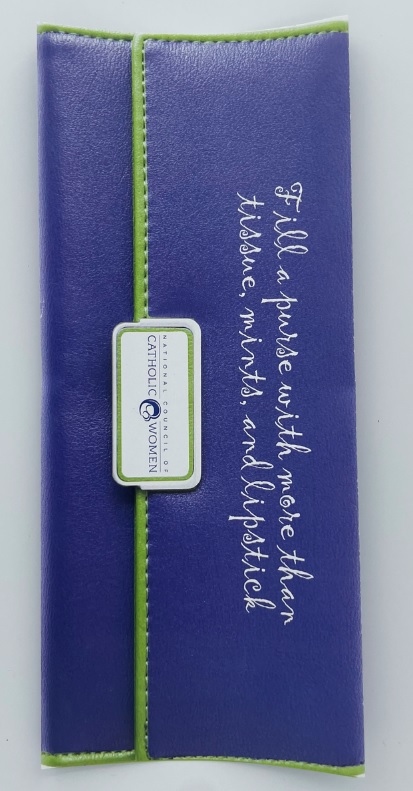 Fill a purse with more than
tissue, mints, and lipstick
NATIONAL COUNCIL OF
CATHOLIC WOMEN